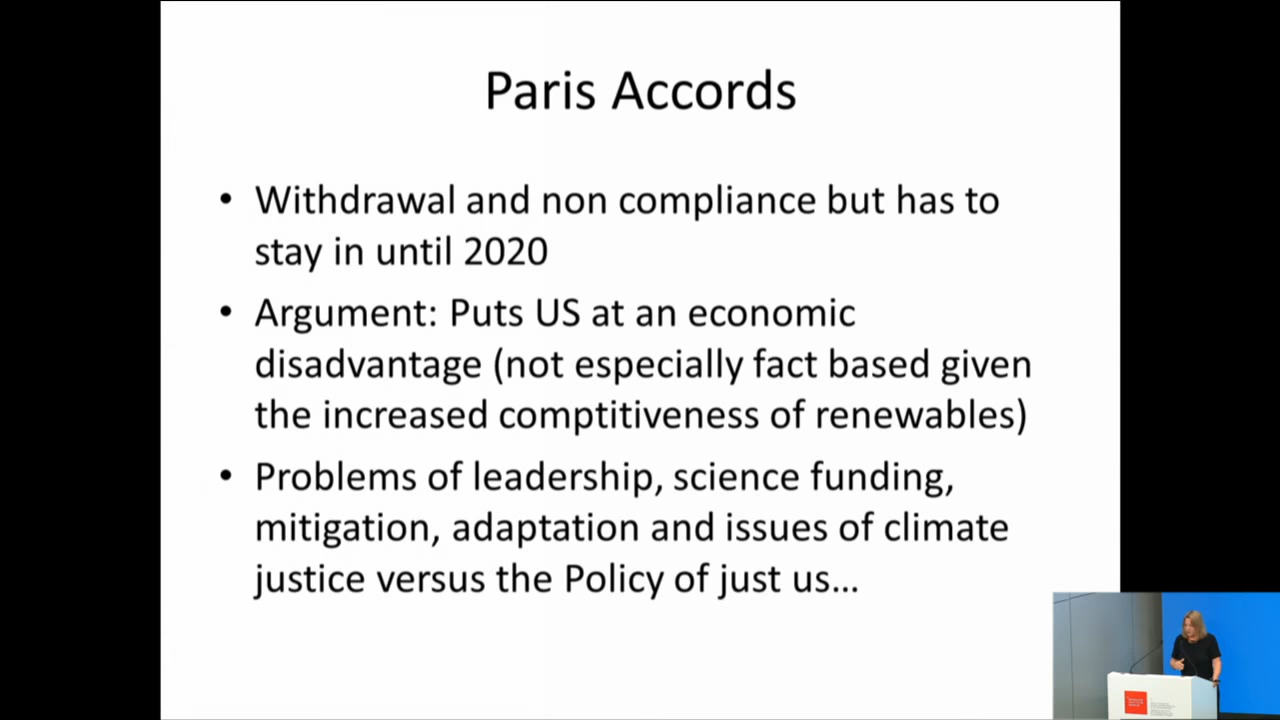 Paris Accords
• Withdrawal and non compliance but has to
stay in until 2020
• Argument: Puts US at an economic
disadvantage (not especially fact based given
the increased comptitiveness of renewables)
• Problems of leadership, science funding,
mitigation, adaptation and issues of climate
justice versus the Policy of just us...